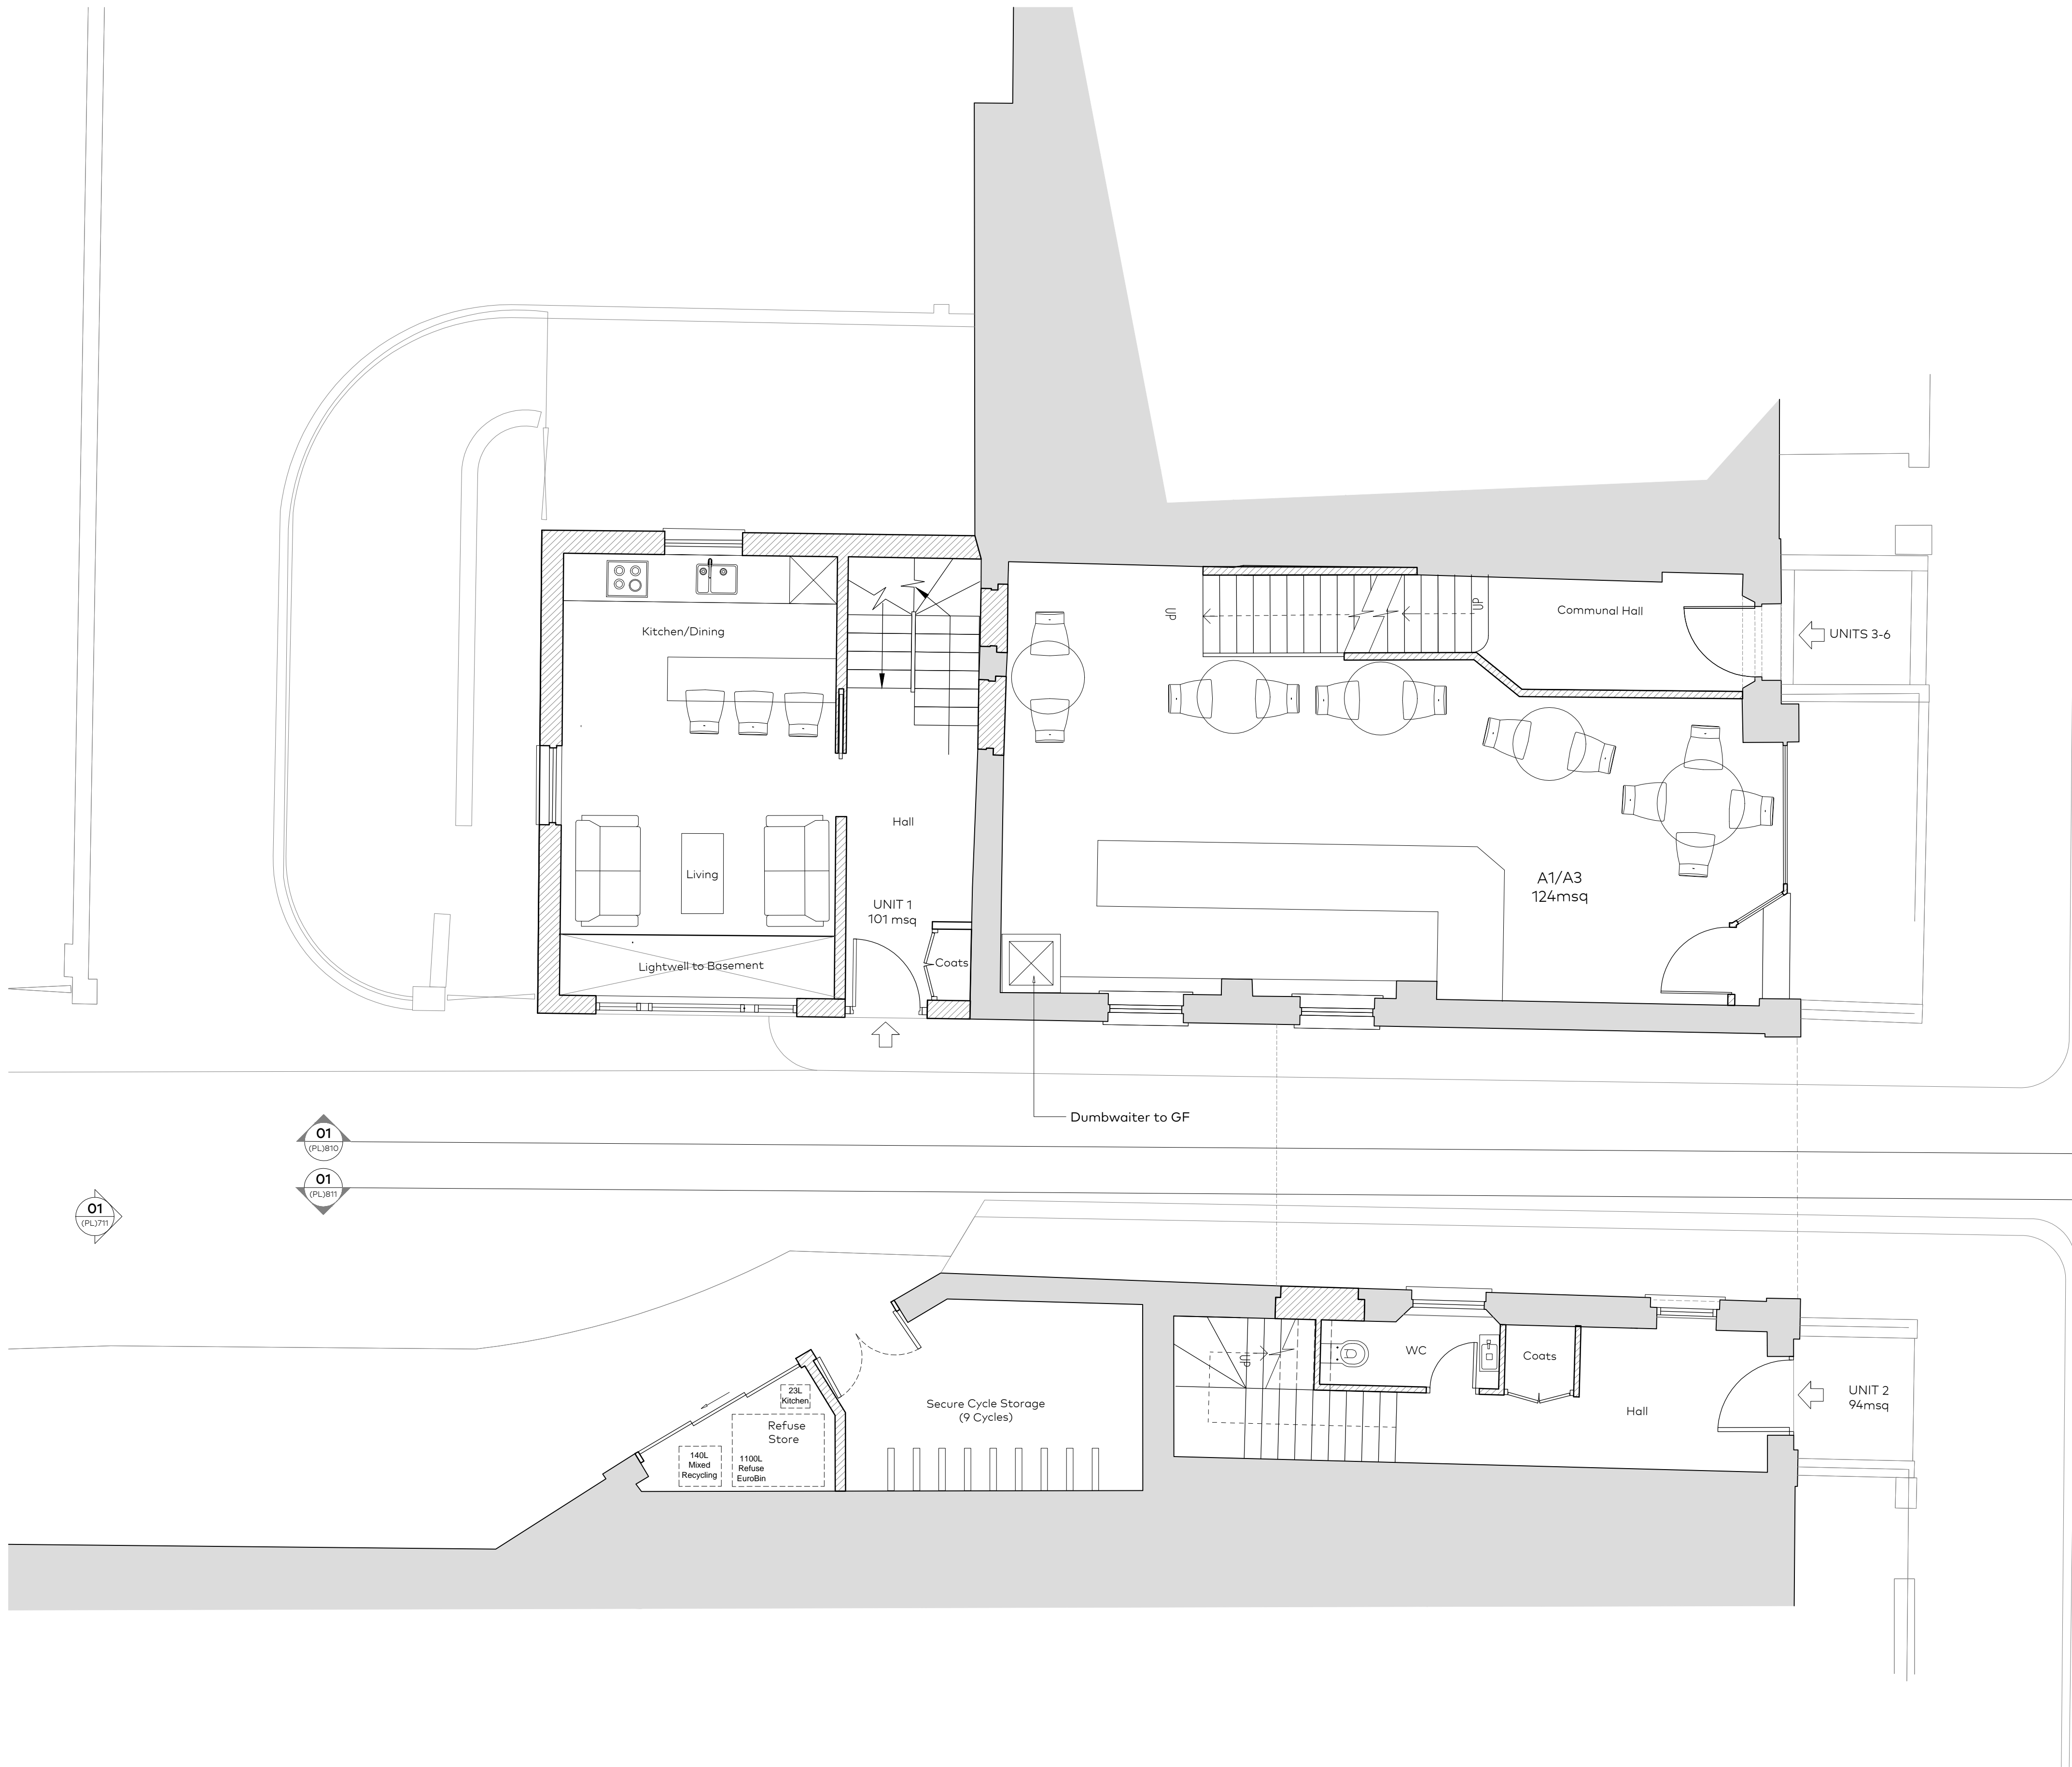 UP
UP
Communal Hall
UNITS 3-6
Kitchen/Dining
Hall
Living
A1/A3
124msq
UNIT 1
101 msq
Coats
Lightwell to Basement
Dumbwaiter to GF
01
(PL)810
01
(PL)811
01
(PL)711
UP
WC
Coats
Hall
UNIT 2
94msq
Secure Cycle Storage
(9 Cycles)
23L
Kitchen
Refuse
Store
140L
Mixed
Recycling
1100L
Refuse
EuroBin